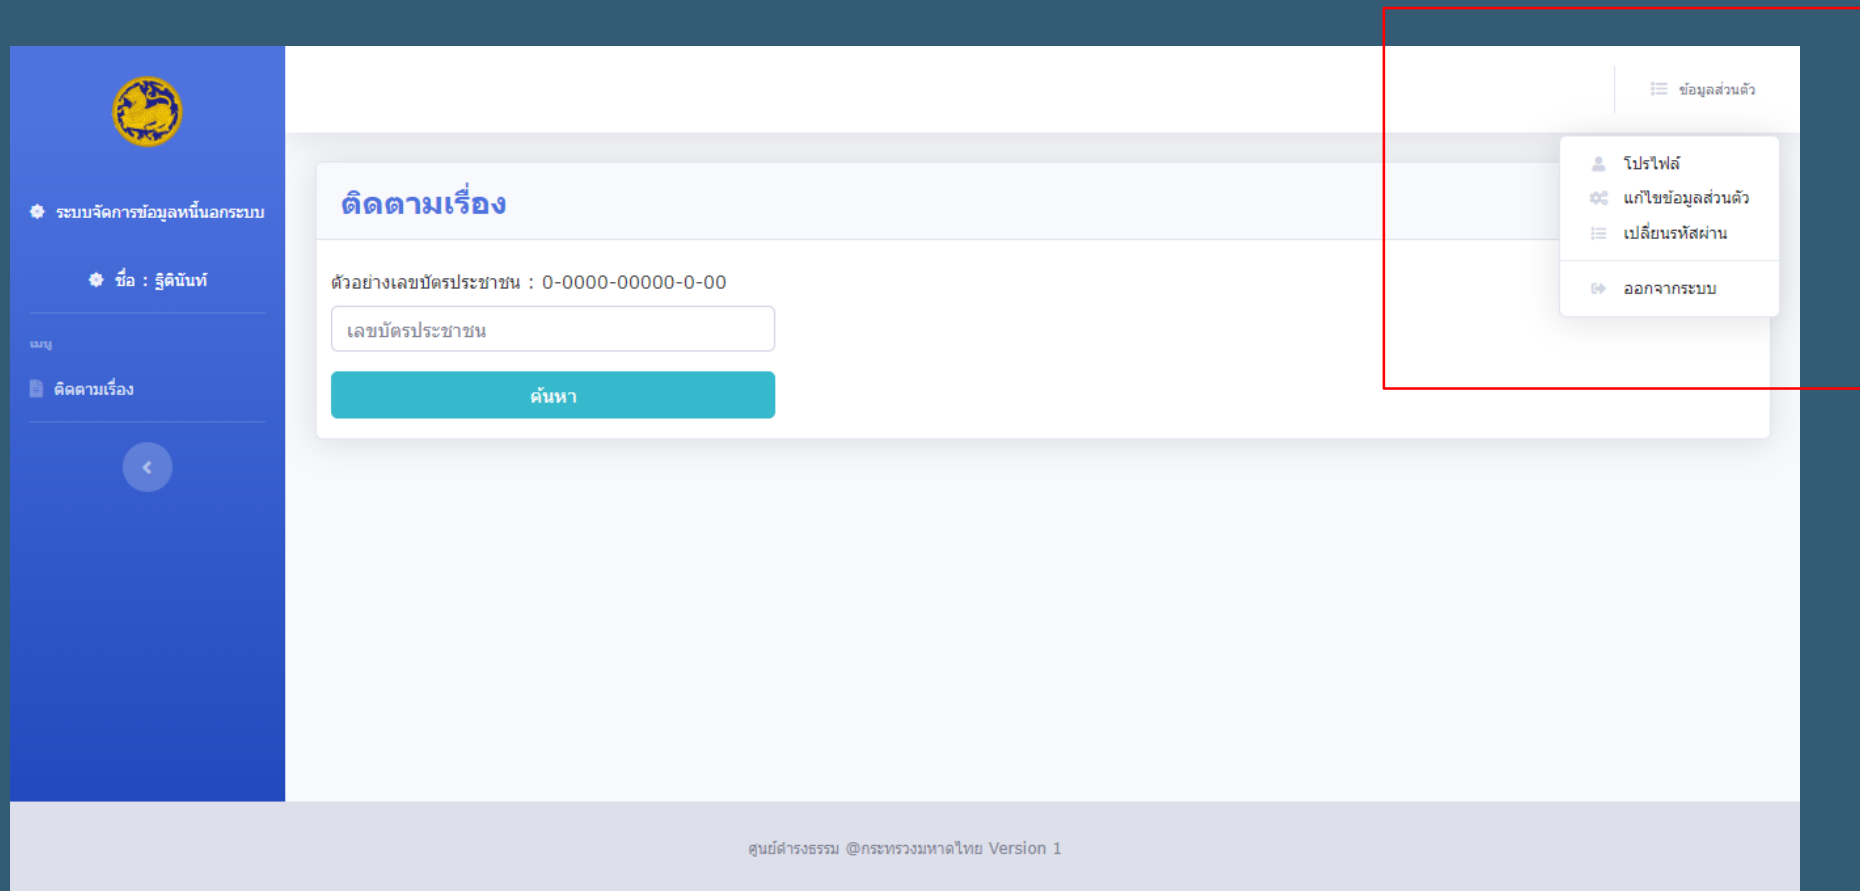 ข้อมูลส่วนตัว
โปรไฟล์
แก้ไขข้อมูลส่วนตัว
เปลี่ยนรหัสผ่าน
ออกจากระบบ
ระบบจัดการข้อมูลหนี้นอกระบบ
ชื่อ : ฐิตินันท์
เมนู
ติดตามเรื่อง
ติดตามเรื่อง
ตัวอย่างเลขบัตรประชาชน : 0-0000-00000-0-00
เลขบัตรประชาชน
ค้นหา
ศูนย์ดำรงธรรม @กระทรวงมหาดไทย Version 1